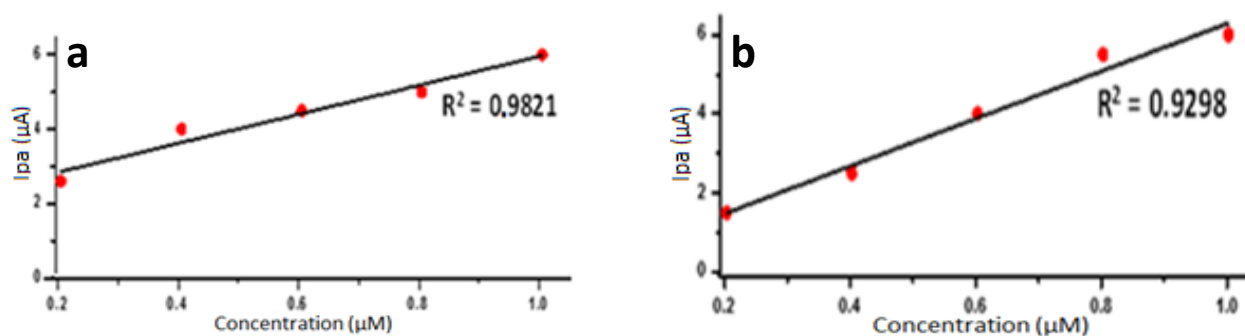 a
6
4
2
0
Ipa (µA)
R² = 0.9821
0.2 0.4 0.6 0.8 1.0
Concentration (µM)
b
6
4
2
0
Ipa (µA)
R² = 0.9298
0.2 0.4 0.6 0.8 1.0
Concentration (µM)